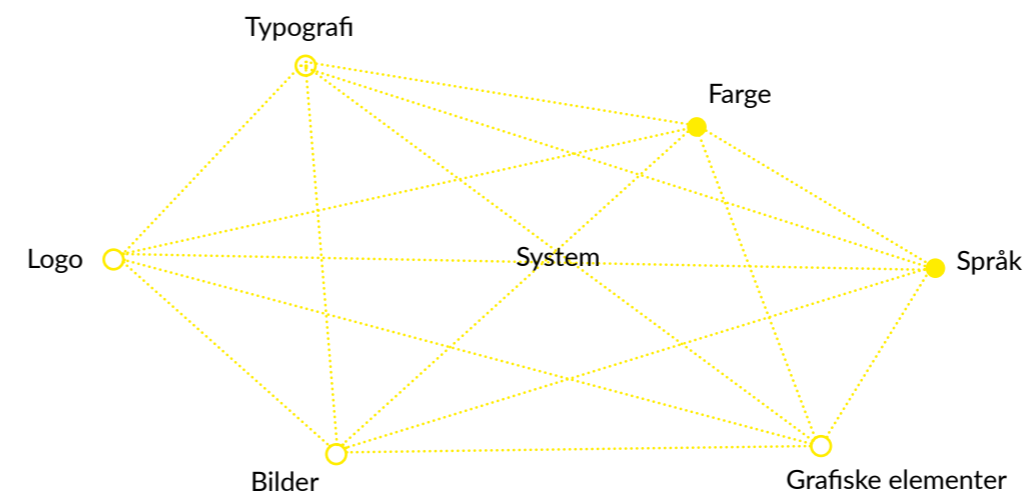 Typografi
Farge
Logo
System
Språk
Bilder
Grafiske elementer